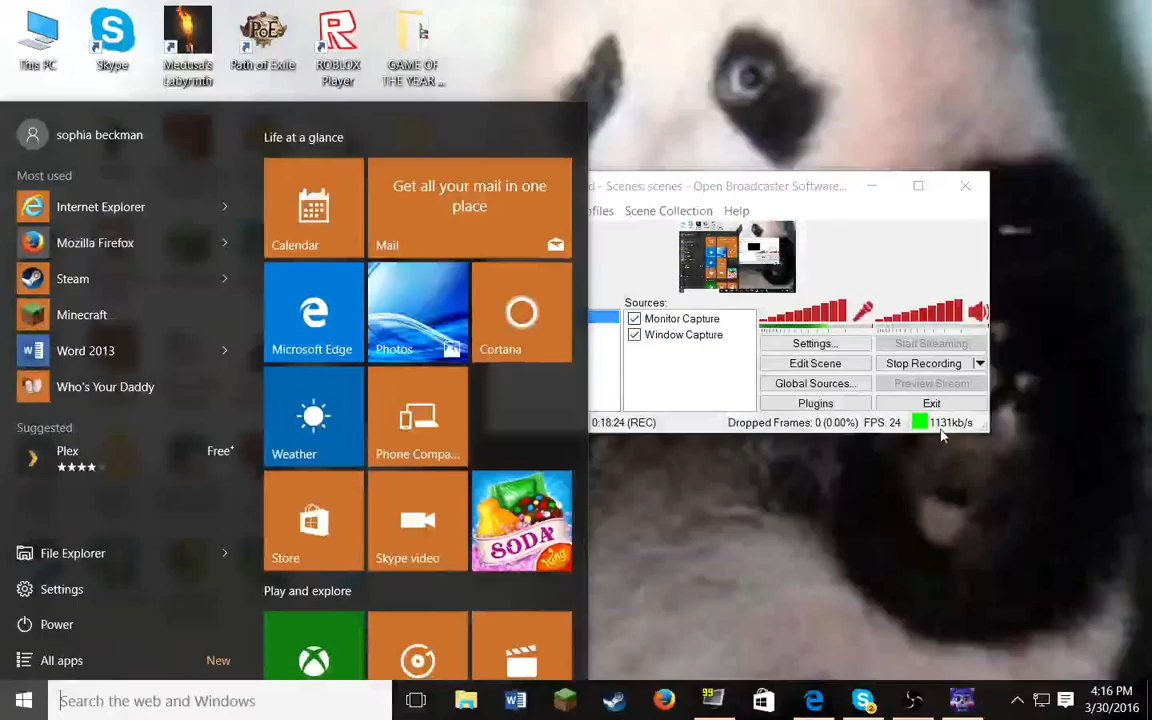 This PC
Skype
Medusa's
Labyrinth
Path of Exile
ROBLOX
Player
GAME OF
THE YEAR ...
sophia beckman
Most used
Internet Explorer
Mozilla Firefox
Steam
Minecraft
Word 2013
Who's Your Daddy
Suggested
Plex
Free+
File Explorer
Settings
Power
All apps
New
Life at a glance
Calendar
Get all your mail in one
place
Mail
Microsoft Edge
Photos
Cortana
Weather
Phone Compa...
Store
Skype video
SODA
King
Play and explore
d - Scenes: scenes - Open Broadcaster Software...
ofiles Scene Collection Help
Sources:
Monitor Capture
Window Capture
Settings...
Start Streaming
Edit Scene
Stop Recording
Global Sources...
Preview Stream
Plugins
Exit
0:18:24 (REC)
Dropped Frames: 0 (0.00%) FPS: 24
1131kb/s
Search the web and Windows
99
2
4:16 PM
3/30/2016